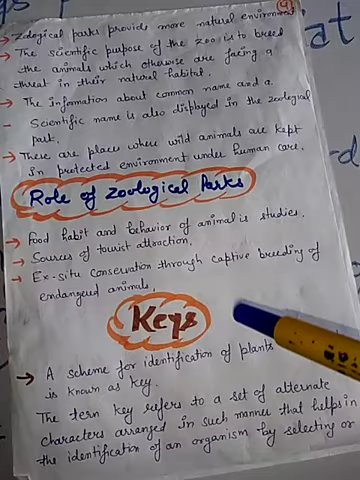 4
→ Zological parks provide more natural environment
→ The scientific purpose of the zoo is to breed
the animals which otherwise are facing a
threat in their natural habital.
→ The information about common name and a
- Scientific name is also displayed in the zoological
park.
→ These are place where wild animals are kept
in protected environment under human care.
Role of Zoological Parks
→ Food habit and behavior of animal is studies.
→ Sources of tourist attraction.
→ Ex-situ conservation through captive breeding of
endangered animals.
Keys
→ A scheme for identification of plants
is known as key.
The term key refers to a set of alternate
characters arranged in such manner that helps in
the identification of an organism by selecting or